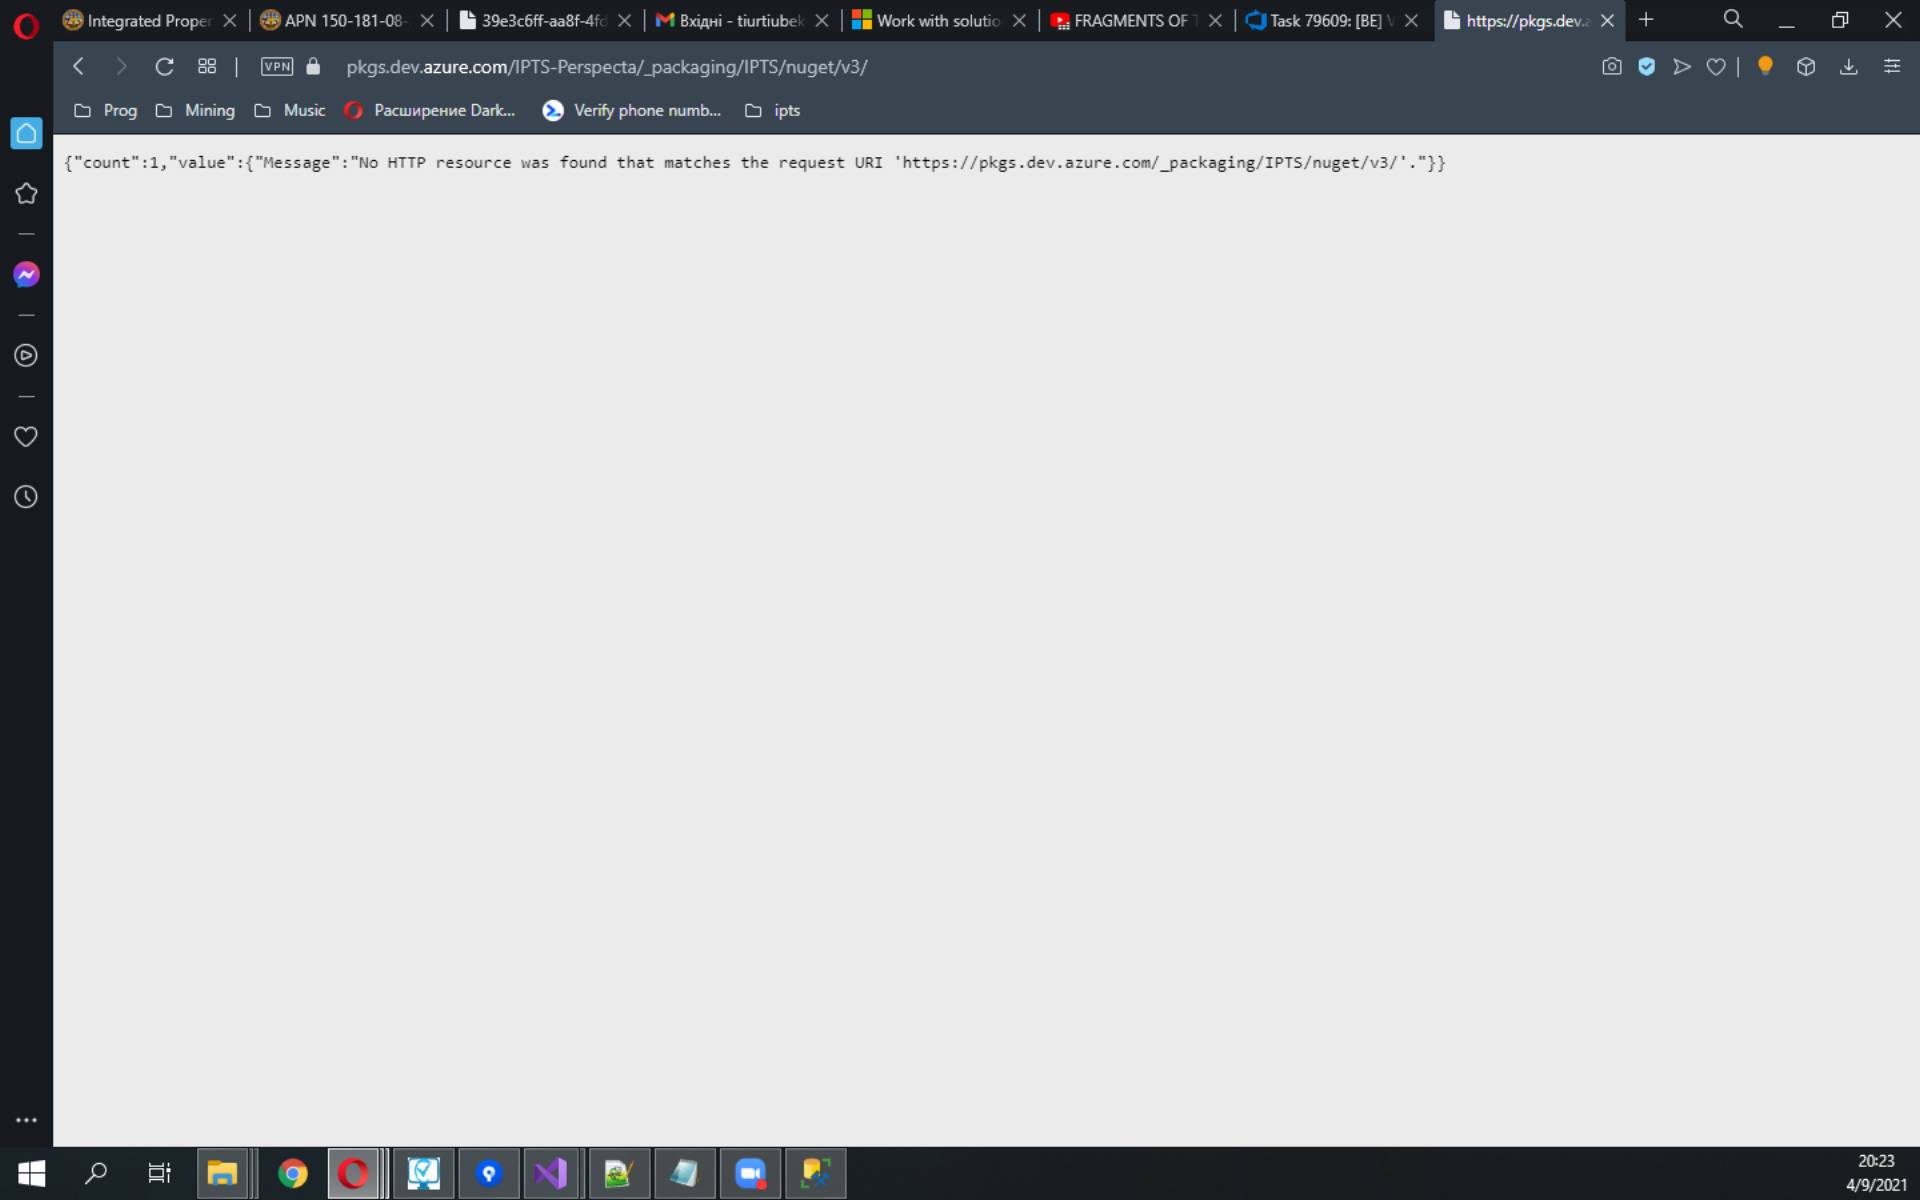 Integrated Proper
APN 150-181-08-
39e3c6ff-aa8f-4fd
Вхідні - tiurtiubek
Work with solutio
FRAGMENTS OF T
Task 79609: [BE] V
https://pkgs.dev.a
VPN
pkgs.dev.azure.com/IPTS-Perspecta/_packaging/IPTS/nuget/v3/
Prog
Mining
Music
Расширение Dark...
Verify phone numb...
ipts
{"count":1,"value":{"Message":"No HTTP resource was found that matches the request URI 'https://pkgs.dev.azure.com/_packaging/IPTS/nuget/v3/'."}}
20:23
4/9/2021